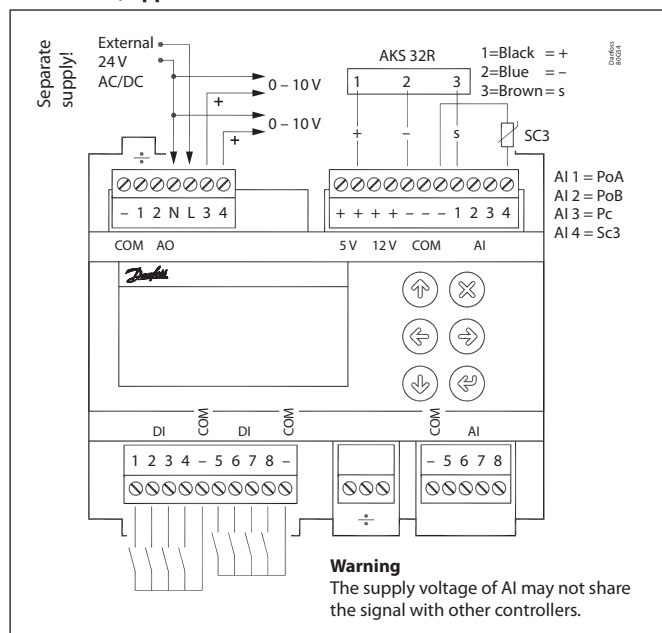 Separate supply!
External
24 V
AC/DC
0 – 10 V
+
0 – 10 V
+
AKS 32R
1 2 3
1=Black = +
2=Blue = –
3=Brown= s
Danfoss
80G54
+ – s
SC3
÷
– 1 2 N L 3 4
COM AO
+ + + + – – – 1 2 3 4
5 V 12 V COM AI
AI 1 = PoA
AI 2 = PoB
AI 3 = Pc
AI 4 = Sc3
Danfoss
DI COM DI COM
1 2 3 4 – 5 6 7 8 –
÷
COM AI
– 5 6 7 8
Warning
The supply voltage of AI may not share
the signal with other controllers.